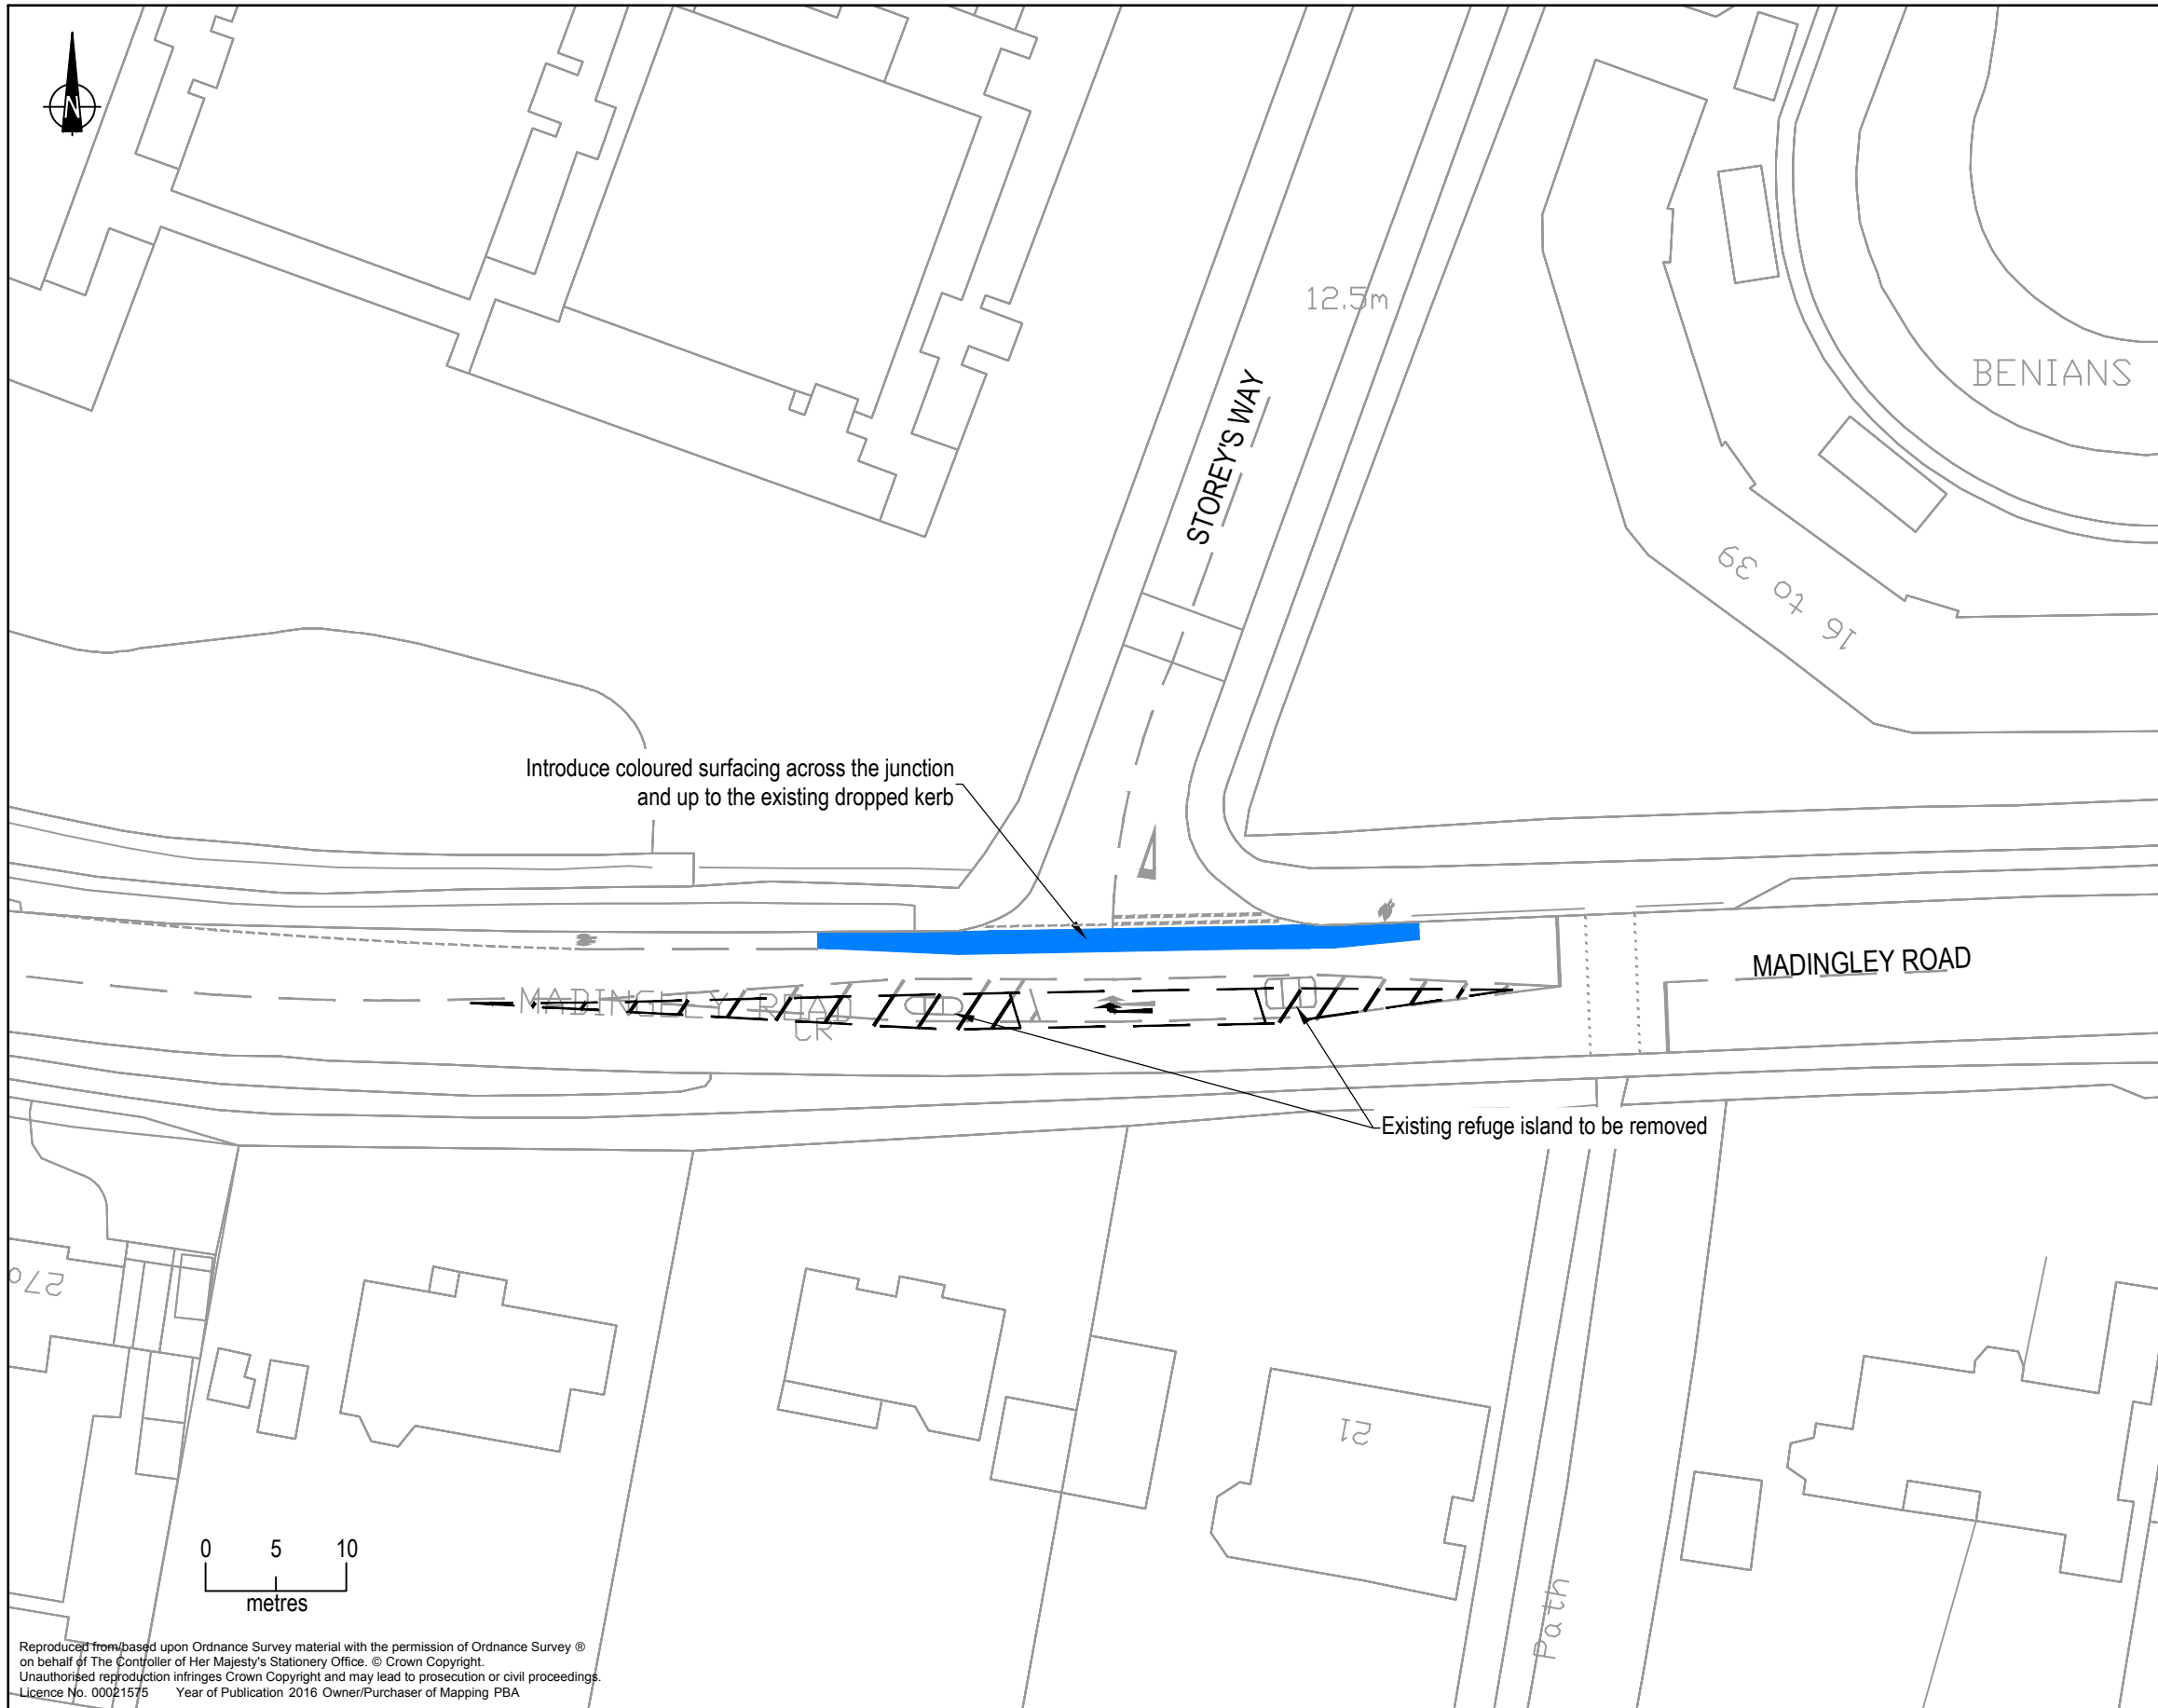 N
12.5m
BENIANS
STOREY'S WAY
16 to 39
Introduce coloured surfacing across the junction
and up to the existing dropped kerb
MADINGLEY ROAD
MADINGLEY ROAD
CR
Existing refuge island to be removed
21
Path
0 5 10
metres
Reproduced from/based upon Ordnance Survey material with the permission of Ordnance Survey ®
on behalf of The Controller of Her Majesty's Stationery Office. © Crown Copyright.
Unauthorised reproduction infringes Crown Copyright and may lead to prosecution or civil proceedings.
Licence No. 00021575 Year of Publication 2016 Owner/Purchaser of Mapping PBA